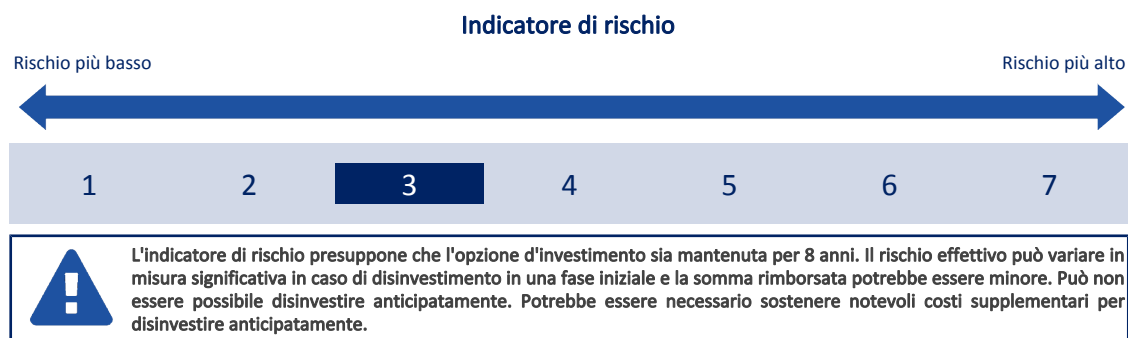 Indicatore di rischio
Rischio più basso
Rischio più alto
1 2 3 4 5 6 7
L'indicatore di rischio presuppone che l'opzione d'investimento sia mantenuta per 8 anni. Il rischio effettivo può variare in
misura significativa in caso di disinvestimento in una fase iniziale e la somma rimborsata potrebbe essere minore. Può non
essere possibile disinvestire anticipatamente. Potrebbe essere necessario sostenere notevoli costi supplementari per
disinvestire anticipatamente.